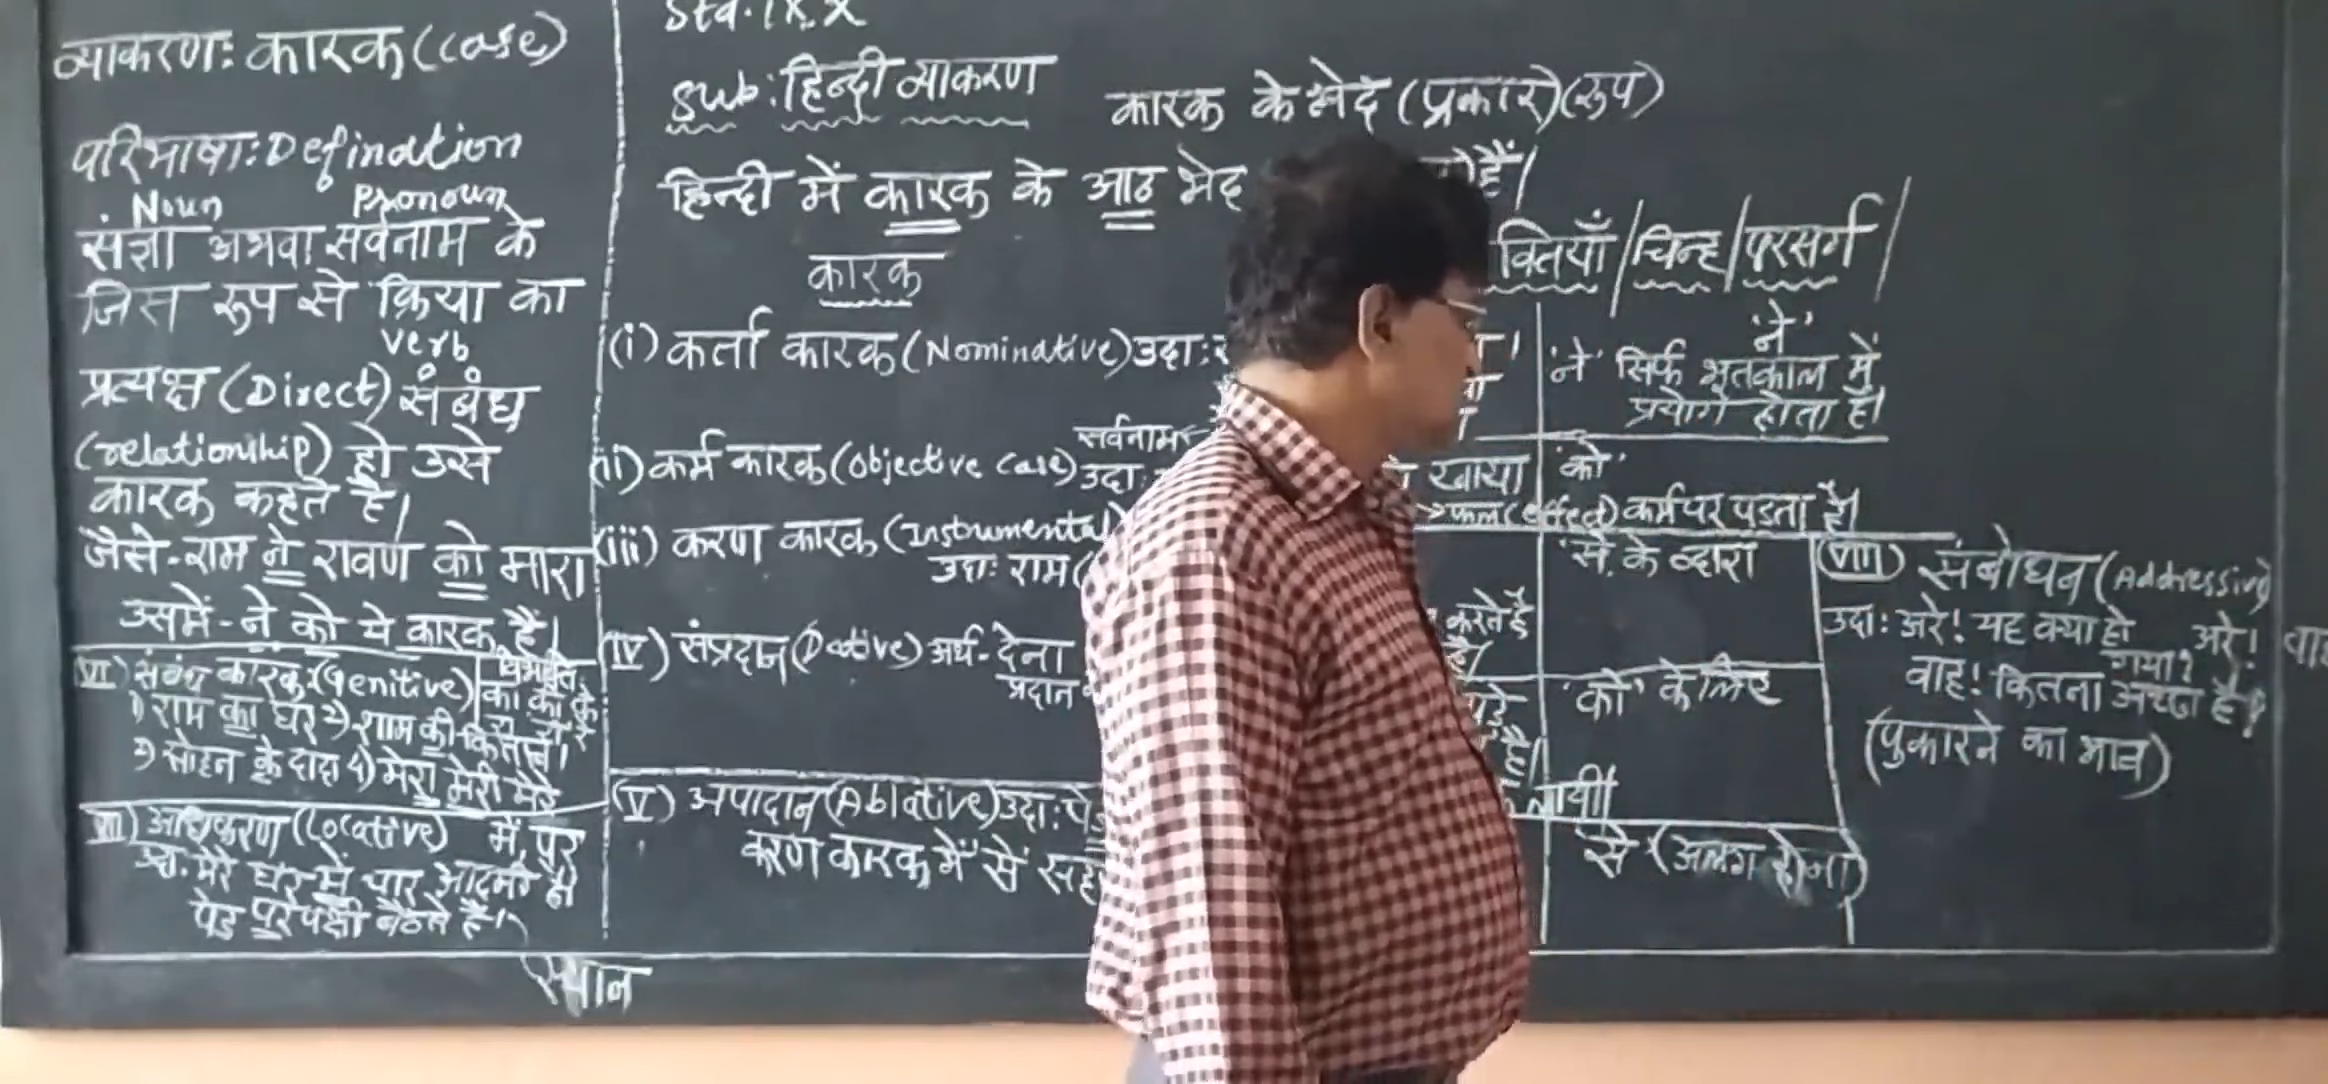 व्याकरण: कारक (case)
परिभाषा: Defination
Noun Pronoun
संज्ञा अथवा सर्वनाम के
जिस रूप से क्रिया का
verb
प्रत्यक्ष (Direct) संबंध
(relationship) हो उसे
कारक कहते है।
जैसे-राम ने रावण को मारा
उसमें-ने को ये कारक हैं।
VI) संबंध कारक: (Genitive)
विभक्ति
का की के
1) राम का घर 2) शाम की किताबें।
सोहन के दादा 4) मेरा मेरी मेरे
VII) अधिकरण (Locative) में, पर
मेरे घर में चार आदमी है
पेड पर पक्षी बैठते है।
स्थान
Std. IX, X
Sub: हिन्दी व्याकरण
कारक के भेद (प्रकार) (रूप)
हिन्दी में कारक के आठ भेद
हैं।
कारक
क्तियाँ / चिन्ह / परसर्ग /
(i) कर्ता कारक (Nominative) उदा:
'ने'
'ने' सिर्फ भूतकाल में
प्रयोग होता है।
सर्वनाम
(ii) कर्म कारक (Objective Case) उदा:
खाया
'को'
फल (effect) कर्म पर पडता है।
(iii) करण कारक (Instrumental)
उदा: राम (
'से, के द्वारा
करते है
(IV) संप्रदान (Dative) अर्थ-देना
प्रदान
है।
'को' के लिए
(V) अपादान (Ablative) उदा: पेड
करण कारक में 'से'
से (अलग होना)
(VIII) संबोधन (Addressing)
उदा: अरे! यह क्या हो गया?
अरे!
वाह! कितना अच्छा है।
(पुकारने का भाव)